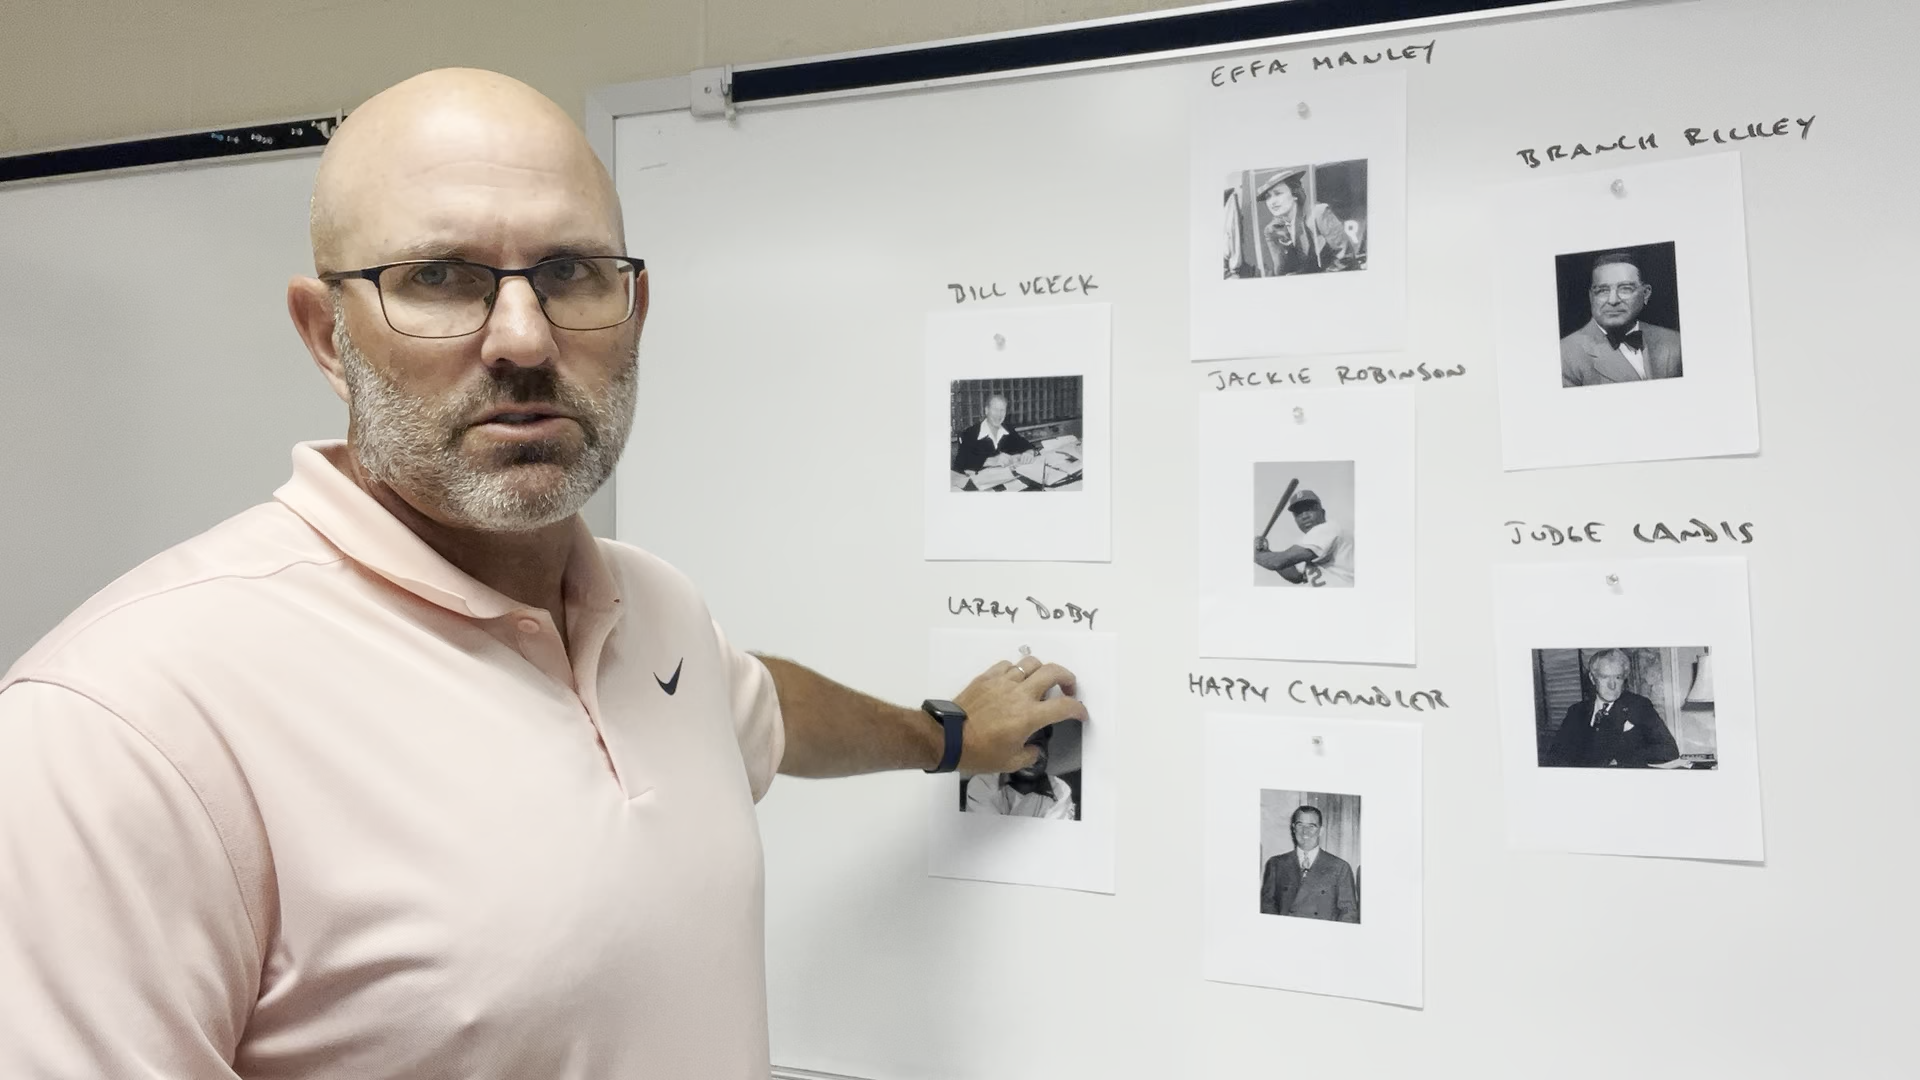 EFFA MANLEY
BRANCH RICKEY
BILL VEECK
JACKIE ROBINSON
JUDGE LANDIS
LARRY DOBY
HAPPY CHANDLER